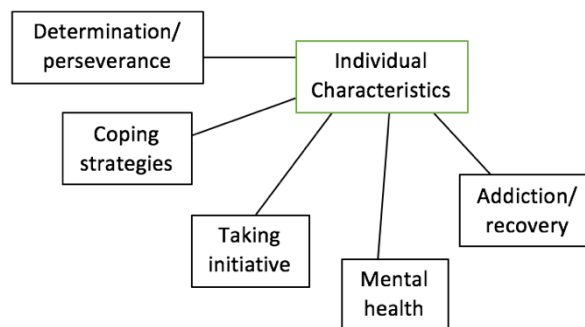 Determination/
perseverance
Individual
Characteristics
Coping
strategies
Taking
initiative
Mental
health
Addiction/
recovery